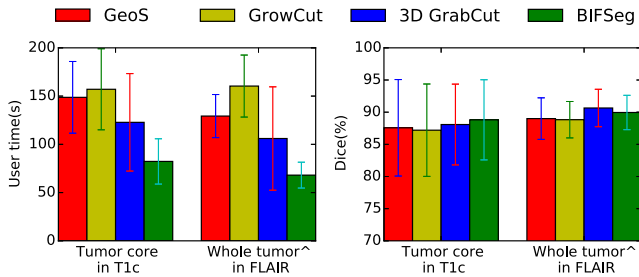 GeoS GrowCut 3D GrabCut BIFSeg
200
150
100
50
0
User time(s)
Tumor core
in T1c
Whole tumor^
in FLAIR
100
95
90
85
80
75
70
Dice(%)
Tumor core
in T1c
Whole tumor^
in FLAIR